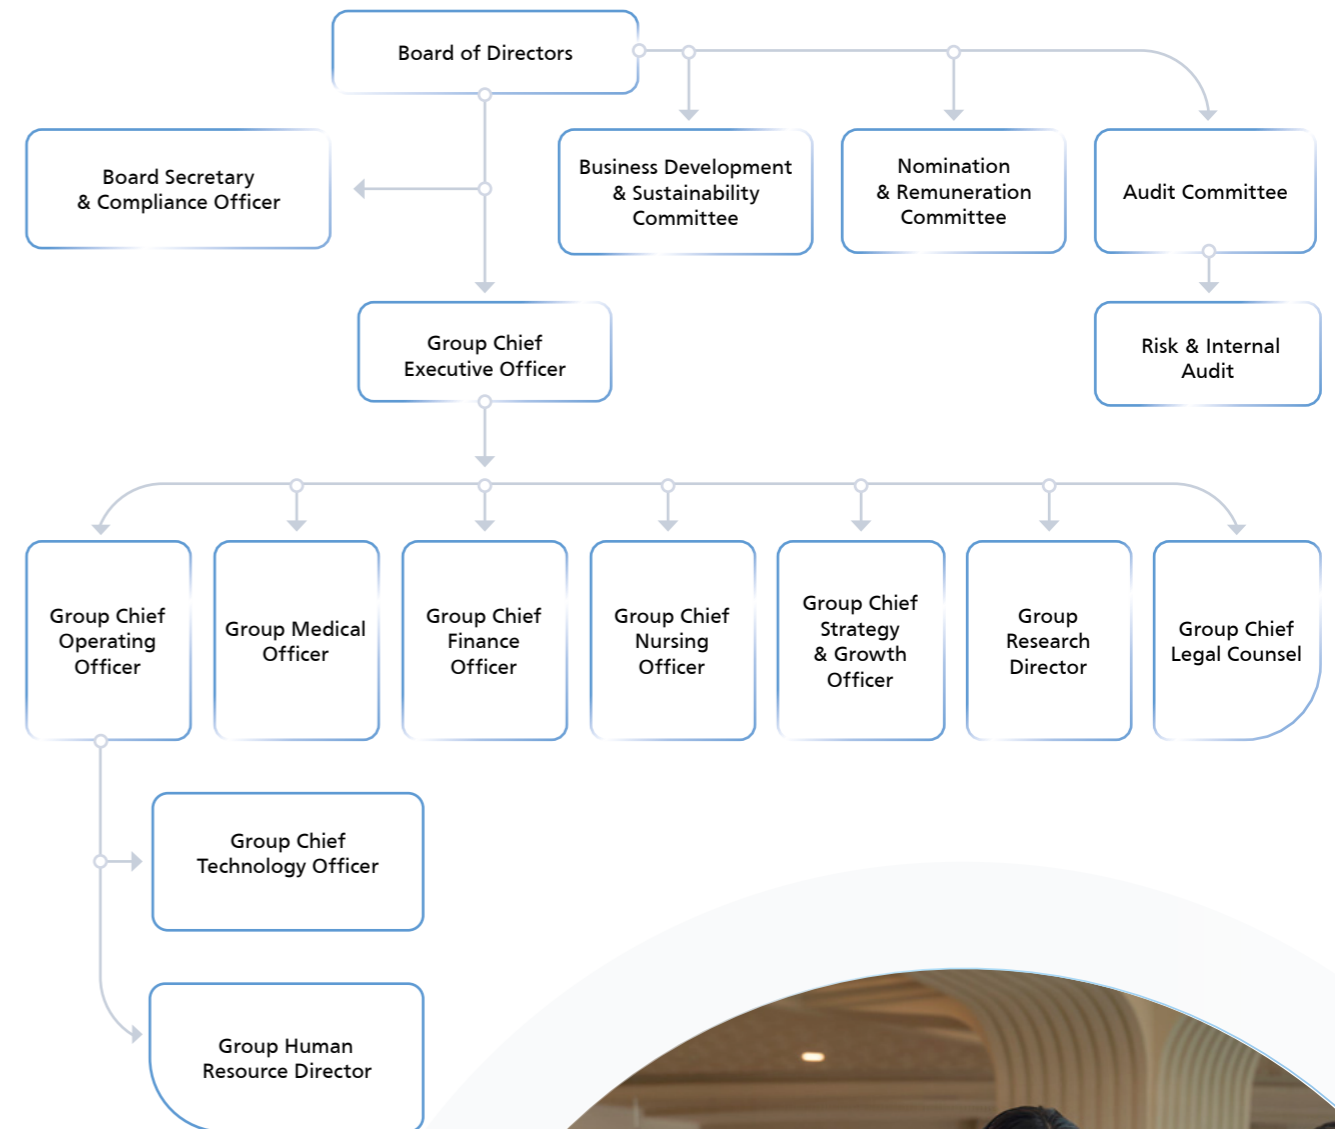 Board of Directors
Board Secretary
& Compliance Officer
Business Development
& Sustainability
Committee
Nomination
& Remuneration
Committee
Audit Committee
Group Chief
Executive Officer
Risk & Internal
Audit
Group Chief
Operating
Officer
Group Medical
Officer
Group Chief
Finance
Officer
Group Chief
Nursing
Officer
Group Chief
Strategy
& Growth
Officer
Group
Research
Director
Group Chief
Legal Counsel
Group Chief
Technology Officer
Group Human
Resource Director